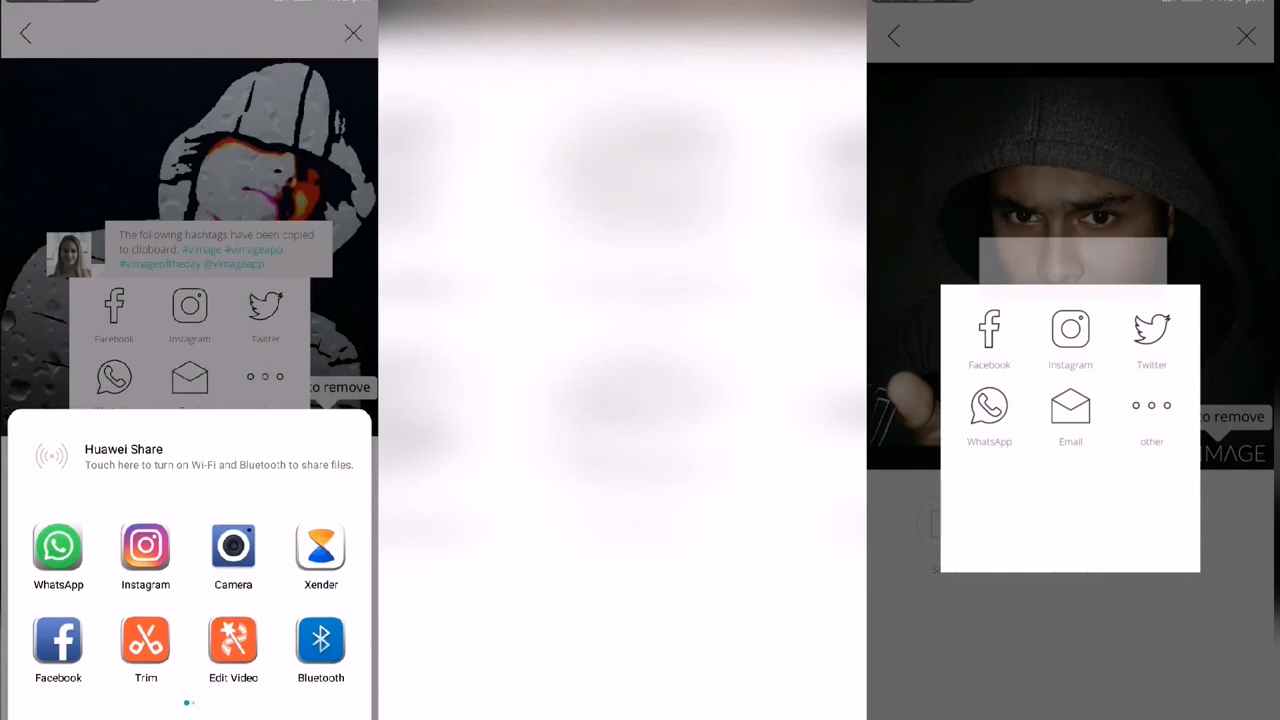 The following hashtags have been copied
to clipboard. #vimage #vimageapp
#vimageoftheday @vimageapp
Facebook
Instagram
Twitter
to remove
Huawei Share
Touch here to turn on Wi-Fi and Bluetooth to share files.
WhatsApp
Instagram
Camera
Xender
Facebook
Trim
Edit Video
Bluetooth
Facebook
Instagram
Twitter
WhatsApp
Email
other
to remove
IMAGE